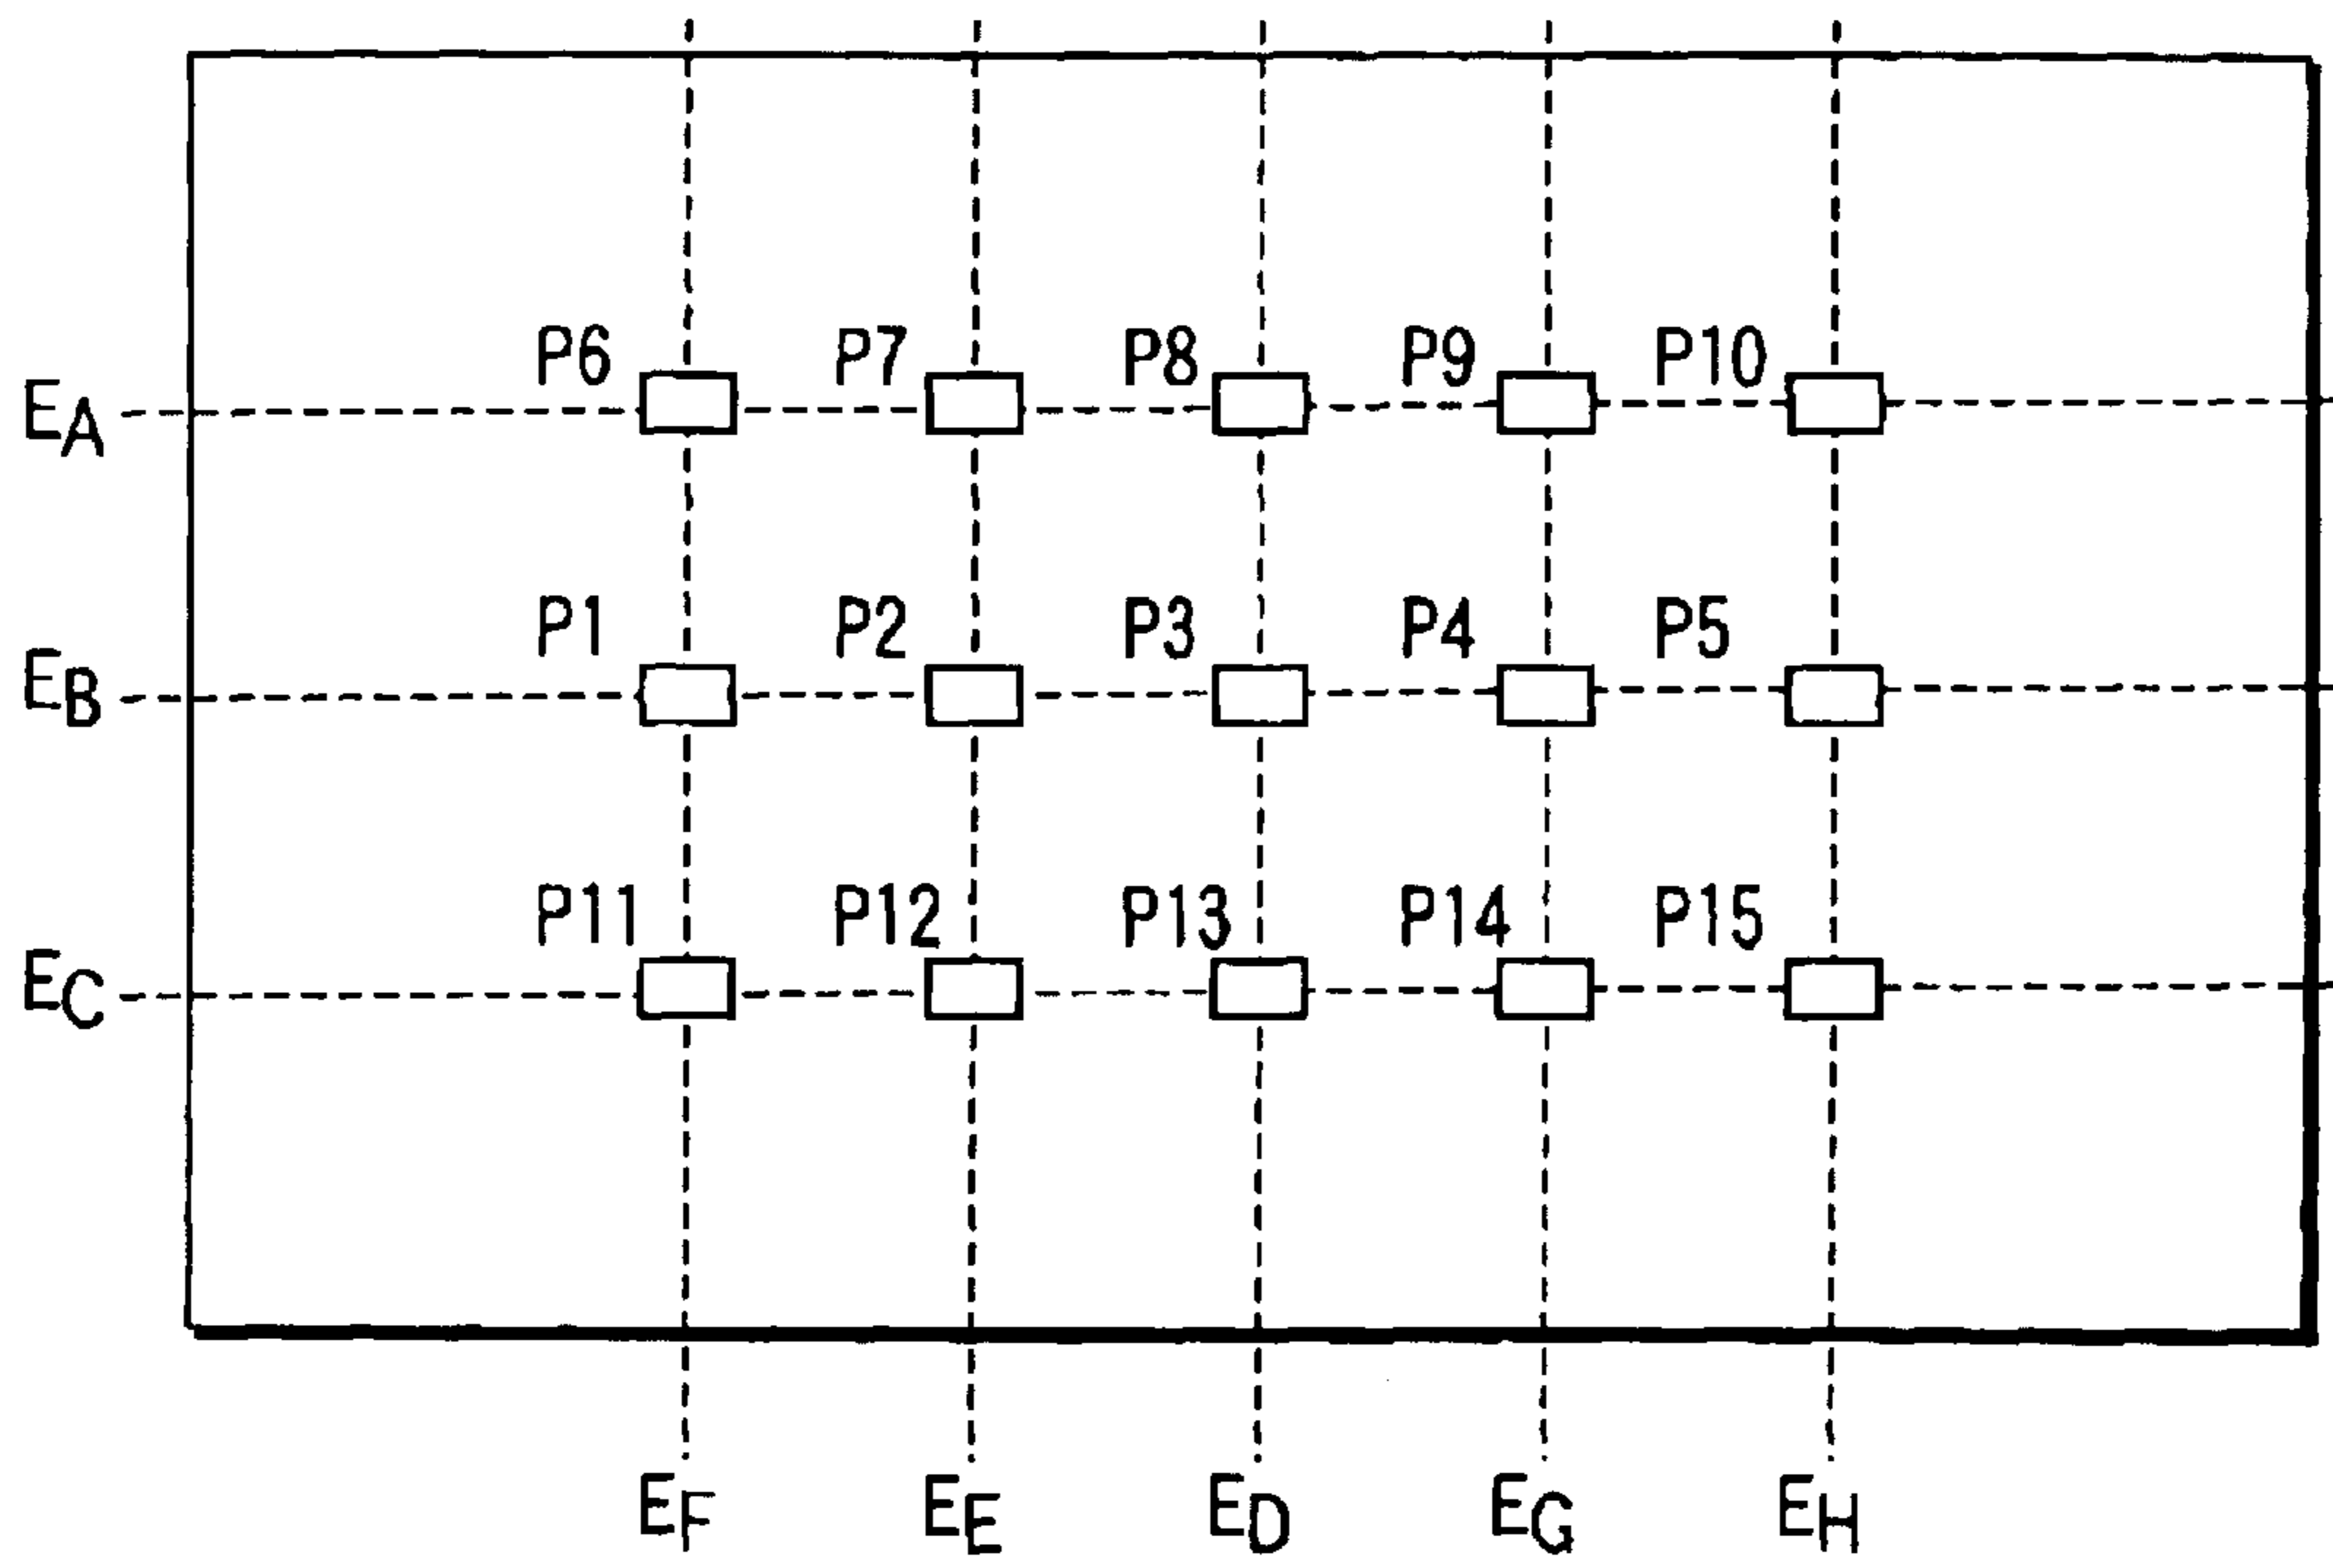 P6 P7 P8 P9 P10
EA
P1 P2 P3 P4 P5
EB
P11 P12 P13 P14 P15
EC
EF EE ED EG EH